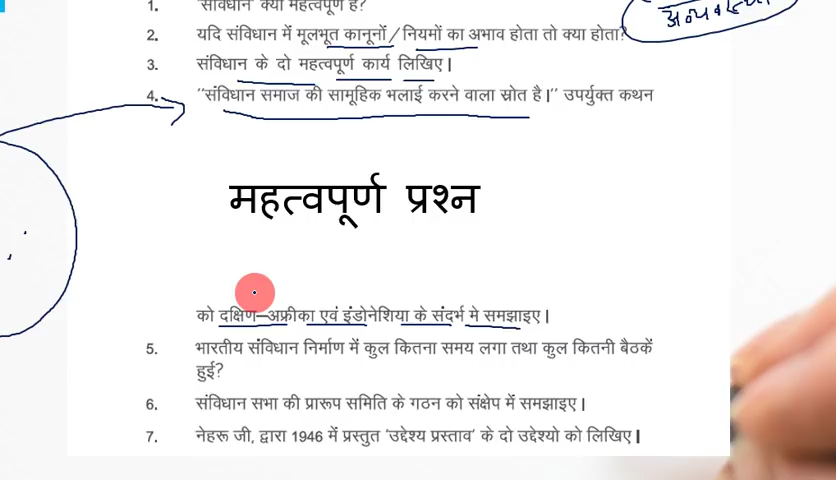 1. 'संविधान' क्यों महत्वपूर्ण है?
2. यदि संविधान में मूलभूत कानूनों/नियमों का अभाव होता तो क्या होता?
3. संविधान के दो महत्वपूर्ण कार्य लिखिए।
4. "संविधान समाज की सामूहिक भलाई करने वाला स्रोत है।" उपर्युक्त कथन
महत्वपूर्ण प्रश्न
को दक्षिण–अफ्रीका एवं इंडोनेशिया के संदर्भ मे समझाइए।
5. भारतीय संविधान निर्माण में कुल कितना समय लगा तथा कुल कितनी बैठकें
हुई?
6. संविधान सभा की प्रारूप समिति के गठन को संक्षेप में समझाइए।
7. नेहरू जी, द्वारा 1946 में प्रस्तुत 'उद्देश्य प्रस्ताव' के दो उद्देश्यो को लिखिए।